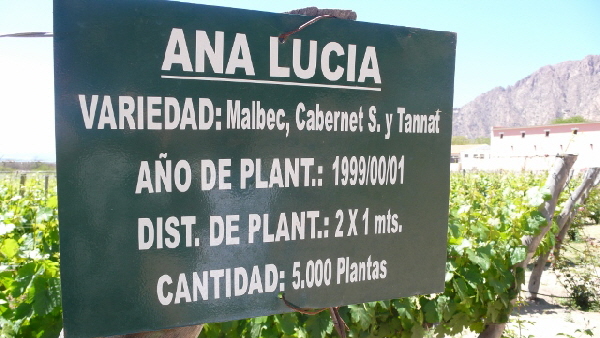 ANA LUCIA
VARIEDAD: Malbec, Cabernet S. y Tannat
AÑO DE PLANT.: 1999/00/01
DIST. DE PLANT.: 2 X 1 mts.
CANTIDAD: 5.000 Plantas